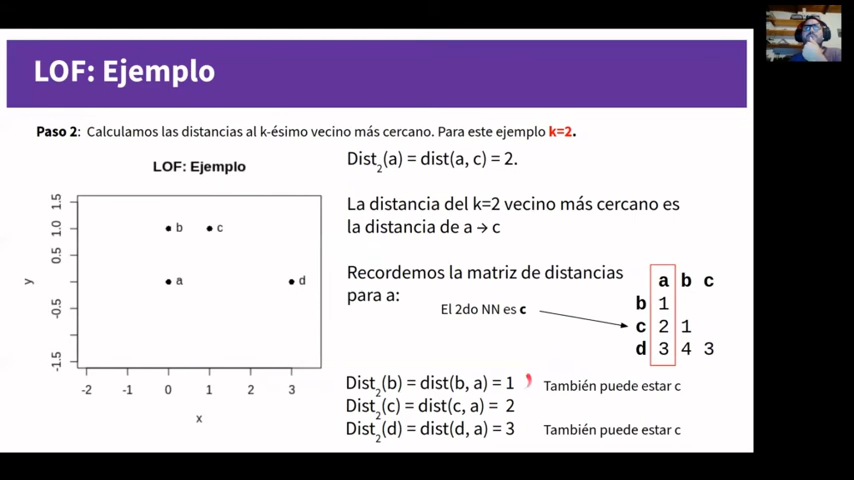 LOF: Ejemplo
Paso 2: Calculamos las distancias al k-ésimo vecino más cercano. Para este ejemplo k=2.
LOF: Ejemplo
y
1.5
1.0
0.5
-0.5
-1.5
b
c
a
d
-2 -1 0 1 2 3
x
Dist2(a) = dist(a, c) = 2.
La distancia del k=2 vecino más cercano es
la distancia de a → c
Recordemos la matriz de distancias
para a:
El 2do NN es c
a b c
b 1
c 2 1
d 3 4 3
Dist2(b) = dist(b, a) = 1 También puede estar c
Dist2(c) = dist(c, a) = 2
Dist2(d) = dist(d, a) = 3 También puede estar c